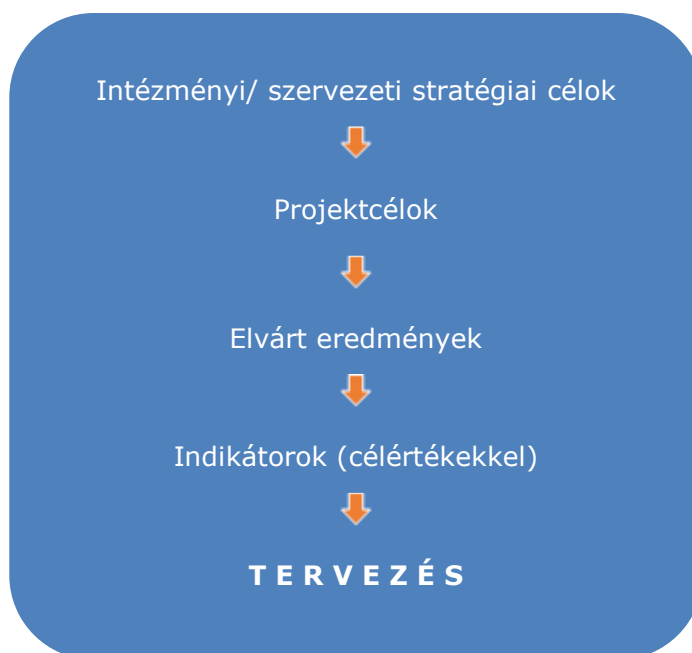 Intézményi/ szervezeti stratégiai célok
Projektcélok
Elvárt eredmények
Indikátorok (célértékekkel)
T E R V E Z É S